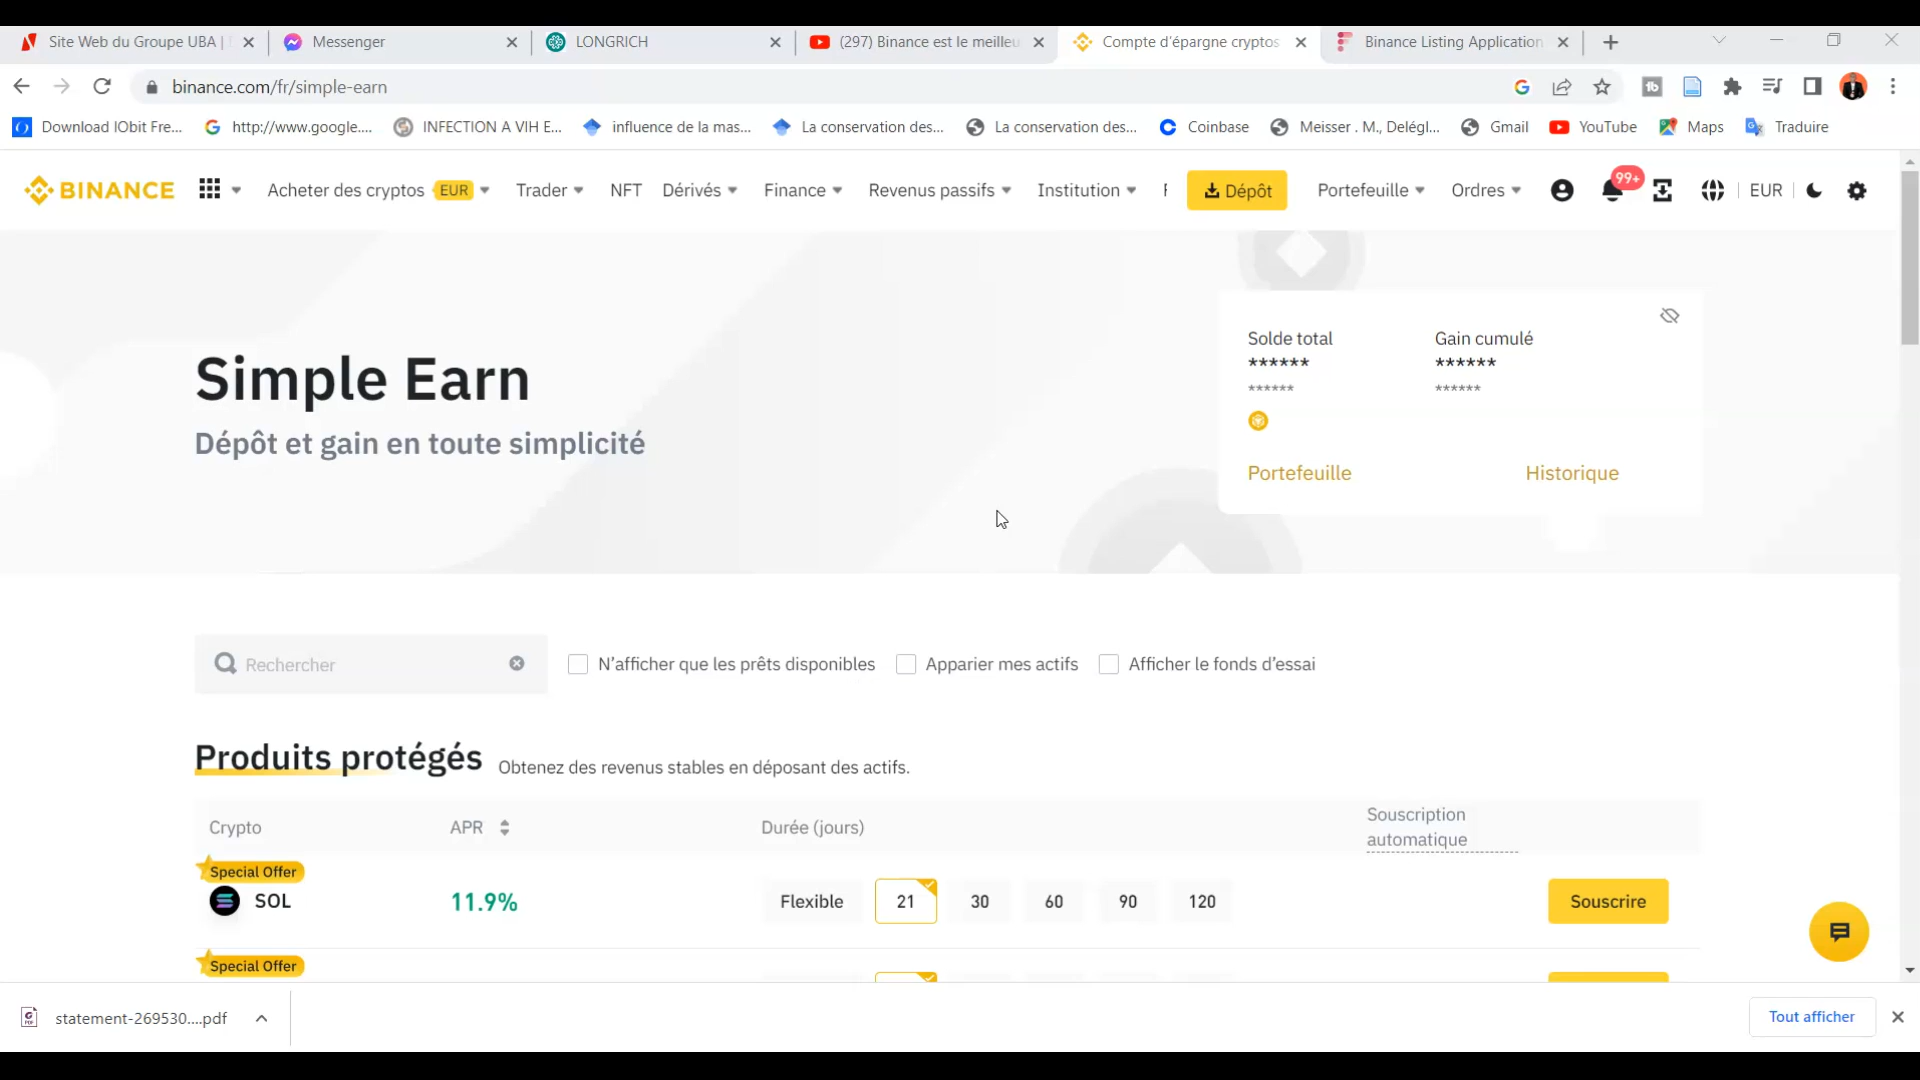 Site Web du Groupe UBA |
Messenger
LONGRICH
(297) Binance est le meilleu
Compte d'épargne cryptos
Binance Listing Application
binance.com/fr/simple-earn
Download IObit Fre...
http://www.google....
INFECTION A VIH E...
influence de la mas...
La conservation des...
La conservation des...
Coinbase
Meisser . M., Delégl...
Gmail
YouTube
Maps
Traduire
BINANCE
Acheter des cryptos EUR
Trader
NFT
Dérivés
Finance
Revenus passifs
Institution
Dépôt
Portefeuille
Ordres
99+
EUR
Simple Earn
Dépôt et gain en toute simplicité
Solde total
Gain cumulé
******
******
******
******
Portefeuille
Historique
Rechercher
N'afficher que les prêts disponibles
Apparier mes actifs
Afficher le fonds d'essai
Produits protégés
Obtenez des revenus stables en déposant des actifs.
Crypto
APR
Durée (jours)
Souscription
automatique
Special Offer
SOL
11.9%
Flexible
21
30
60
90
120
Souscrire
Special Offer
statement-269530....pdf
Tout afficher